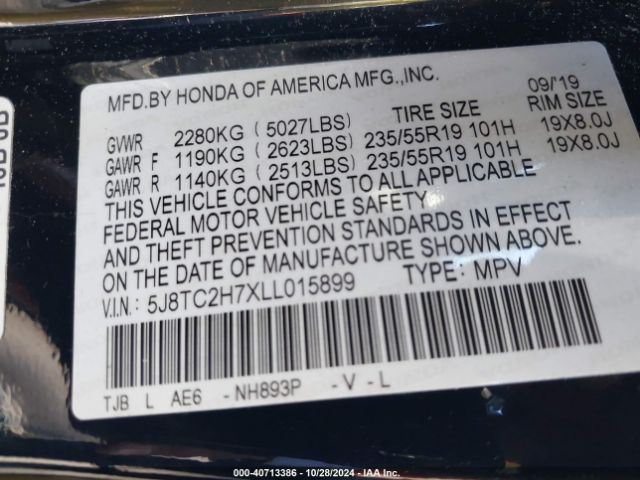 MFD.BY HONDA OF AMERICA MFG.,INC. 09/'19
TIRE SIZE RIM SIZE
GVWR 2280KG (5027LBS)
GAWR F 1190KG (2623LBS) 235/55R19 101H 19X8.0J
GAWR R 1140KG (2513LBS) 235/55R19 101H 19X8.0J
THIS VEHICLE CONFORMS TO ALL APPLICABLE
FEDERAL MOTOR VEHICLE SAFETY
AND THEFT PREVENTION STANDARDS IN EFFECT
ON THE DATE OF MANUFACTURE SHOWN ABOVE.
V.I.N.: 5J8TC2H7XLL015899 TYPE: MPV
TJB L AE6 - NH893P - V - L
000-40713386 | 10/28/2024 - IAA Inc.